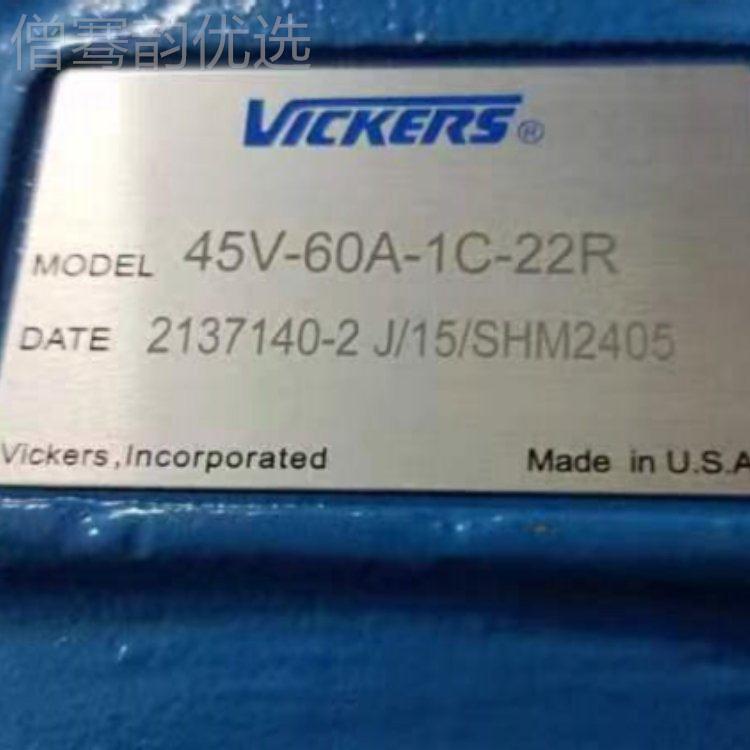 僧骞韵优选
VICKERS®
MODEL 45V-60A-1C-22R
DATE 2137140-2 J/15/SHM2405
Vickers,Incorporated Made in U.S.A